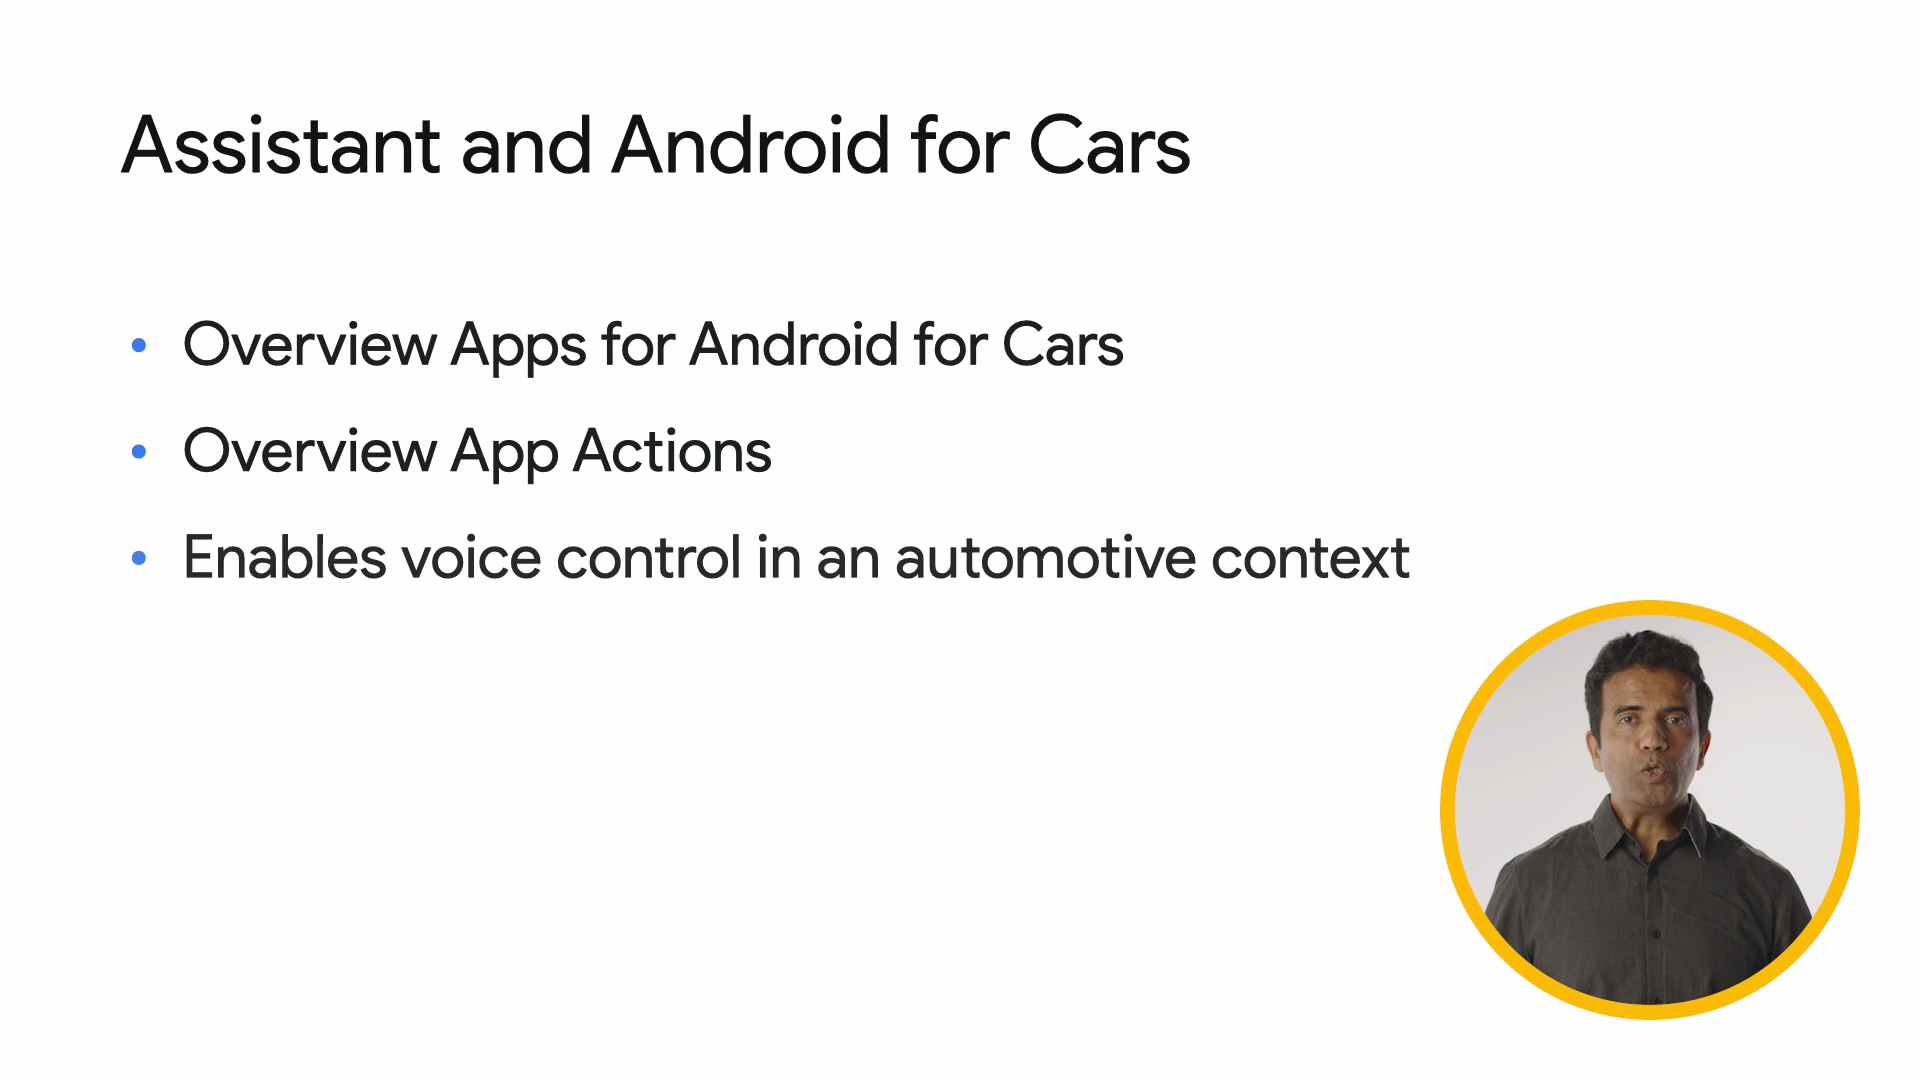 Assistant and Android for Cars
• Overview Apps for Android for Cars
• Overview App Actions
• Enables voice control in an automotive context